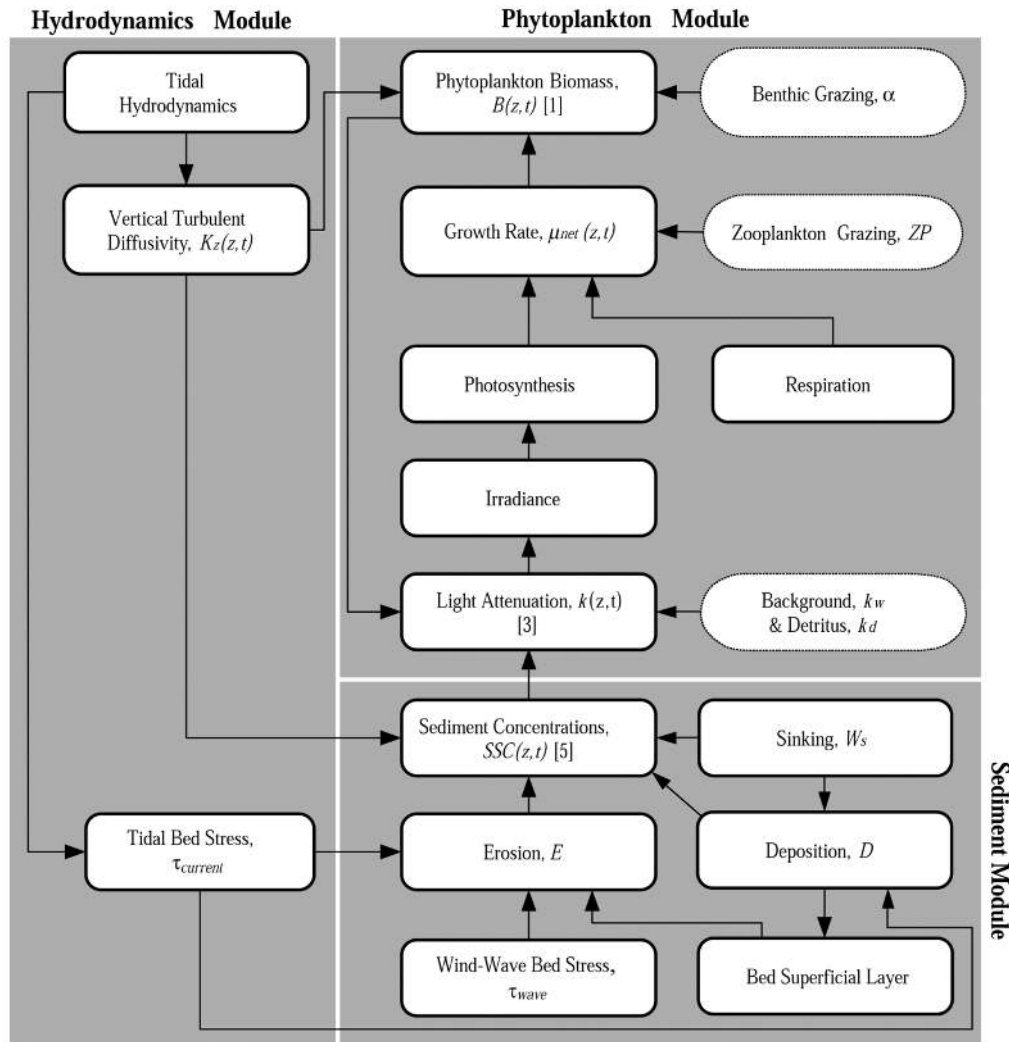 Hydrodynamics Module
Phytoplankton Module
Tidal
Hydrodynamics
Phytoplankton Biomass,
B(z,t) [1]
Benthic Grazing, α
Vertical Turbulent
Diffusivity, Kz(z,t)
Growth Rate, μnet (z,t)
Zooplankton Grazing, ZP
Photosynthesis
Respiration
Irradiance
Light Attenuation, k(z,t)
[3]
Background, kw
& Detritus, kd
Sediment Concentrations,
SSC(z,t) [5]
Sinking, Ws
Sediment Module
Tidal Bed Stress,
τcurrent
Erosion, E
Deposition, D
Wind-Wave Bed Stress,
τwave
Bed Superficial Layer